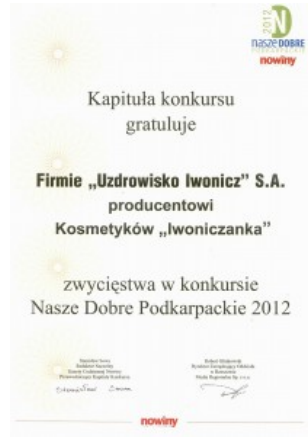 2012
nasze DOBRE
PODKARPACKIE
nowiny
Kapituła konkursu
gratuluje
Firmie „Uzdrowisko Iwonicz” S.A.
producentowi
Kosmetyków „Iwoniczanka”
zwycięstwa w konkursie
Nasze Dobre Podkarpackie 2012
nowiny